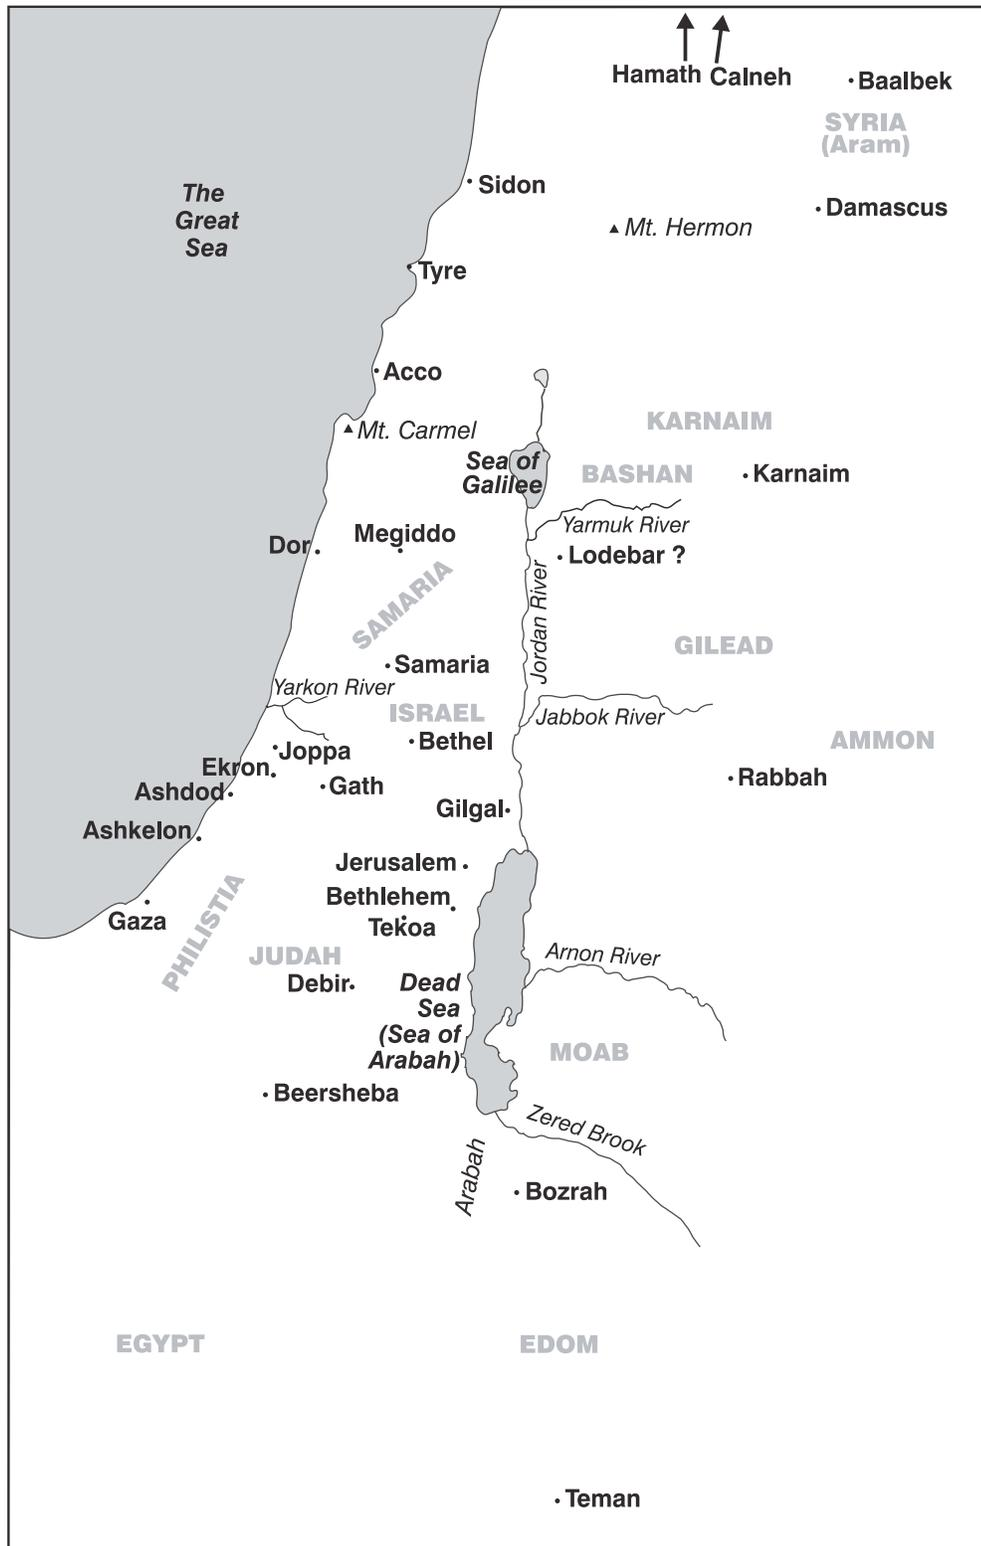 Hamath Calneh
Baalbek
SYRIA
(Aram)
The
Great
Sea
Sidon
Damascus
Mt. Hermon
Tyre
Acco
KARNAIM
Mt. Carmel
Sea of
Galilee
BASHAN
Karnaim
Yarmuk River
Megiddo
Dor
Lodebar ?
SAMARIA
Jordan River
GILEAD
Samaria
Yarkon River
ISRAEL
Jabbok River
AMMON
Bethel
Joppa
Ekron
Rabbah
Gath
Ashdod
Gilgal
Ashkelon
Jerusalem
Bethlehem
Gaza
Tekoa
PHILISTIA
JUDAH
Arnon River
Debir
Dead
Sea
(Sea of
Arabah)
MOAB
Beersheba
Zered Brook
Arabah
Bozrah
EGYPT
EDOM
Teman